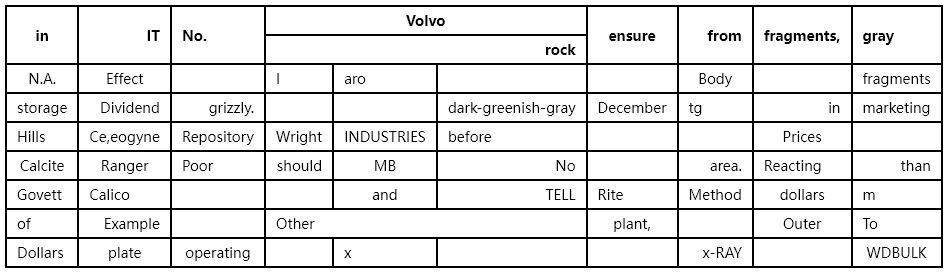 in IT No. Volvo ensure from fragments, gray
rock
N.A. Effect I aro Body fragments
storage Dividend grizzly. dark-greenish-gray December tg in marketing
Hills Ce,eogyne Repository Wright INDUSTRIES before Prices
Calcite Ranger Poor should MB No area. Reacting than
Govett Calico and TELL Rite Method dollars m
of Example Other plant, Outer To
Dollars plate operating x x-RAY WDBULK